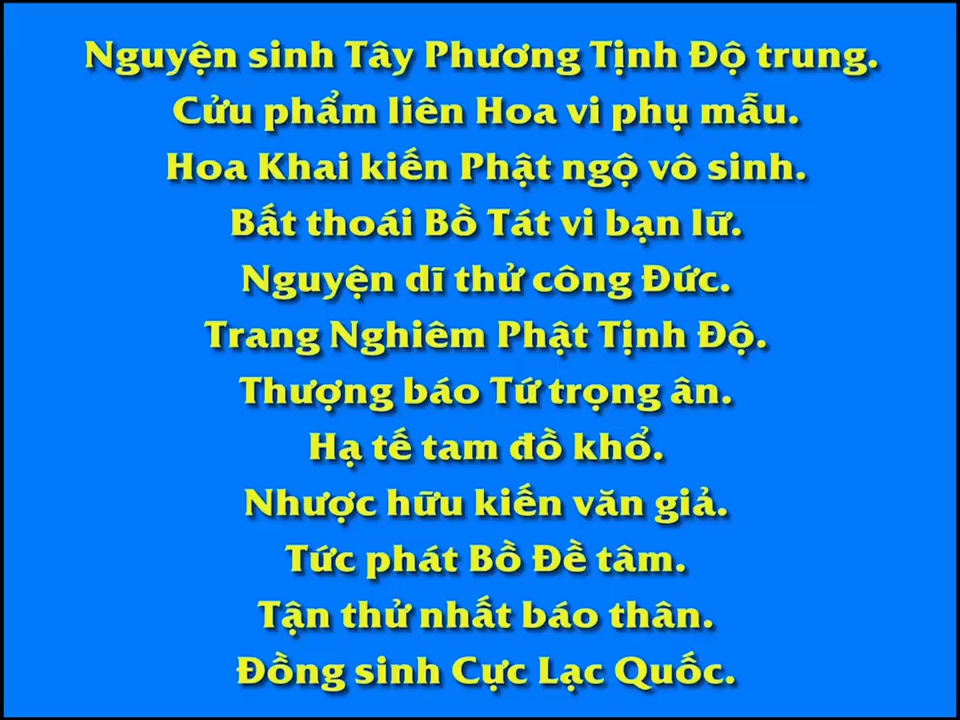 Nguyện sinh Tây Phương Tịnh Độ trung.
Cửu phẩm liên Hoa vi phụ mẫu.
Hoa Khai kiến Phật ngộ vô sinh.
Bất thoái Bồ Tát vi bạn lữ.
Nguyện dĩ thử công Đức.
Trang Nghiêm Phật Tịnh Độ.
Thượng báo Tứ trọng ân.
Hạ tế tam đồ khổ.
Nhược hữu kiến văn giả.
Tức phát Bồ Đề tâm.
Tận thử nhất báo thân.
Đồng sinh Cực Lạc Quốc.